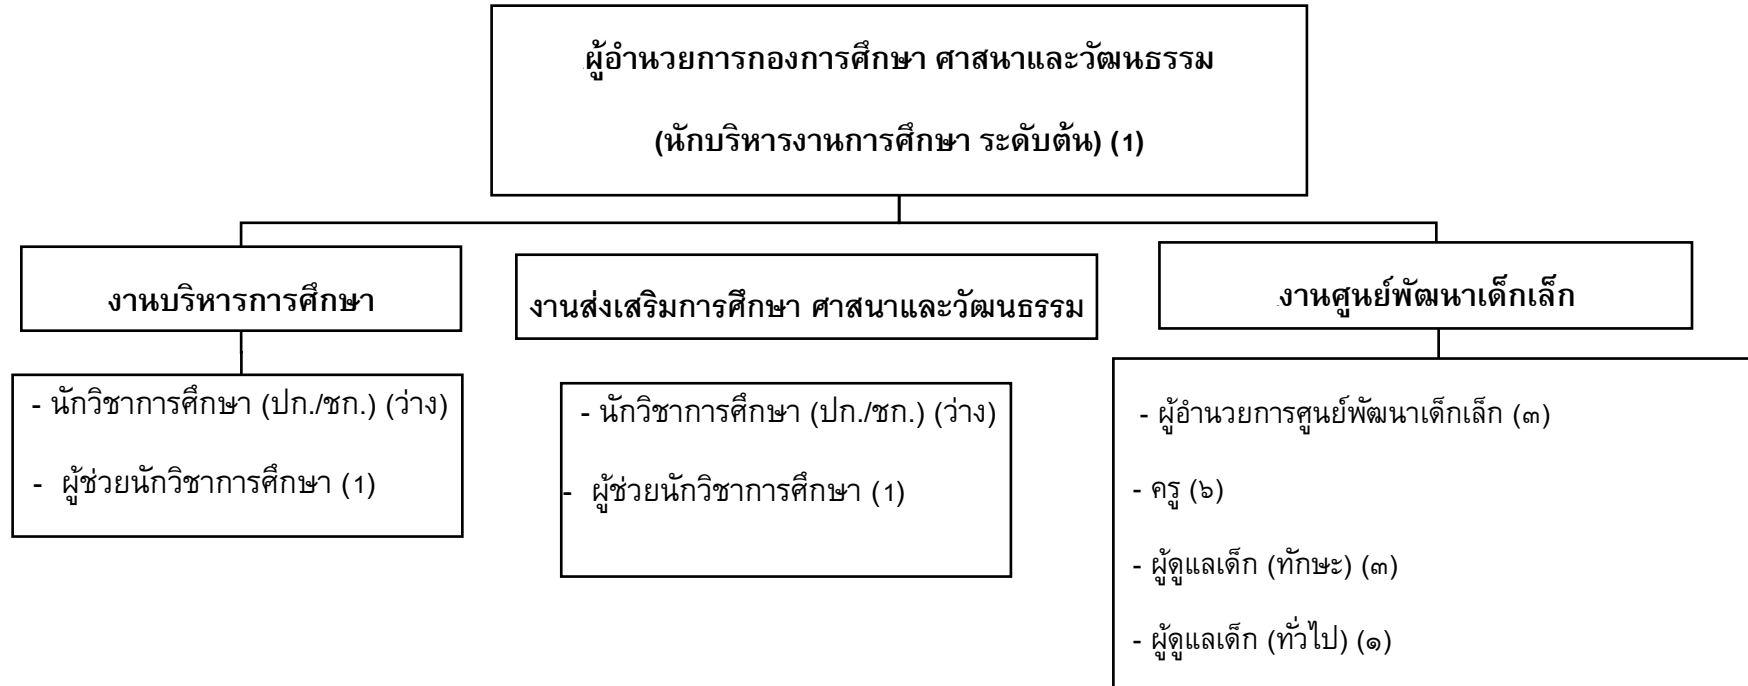 ผู้อำนวยการกองการศึกษา ศาสนาและวัฒนธรรม
(นักบริหารงานการศึกษา ระดับต้น) (1)
งานบริหารการศึกษา
- นักวิชาการศึกษา (ปก./ชก.) (ว่าง)
- ผู้ช่วยนักวิชาการศึกษา (1)
งานส่งเสริมการศึกษา ศาสนาและวัฒนธรรม
- นักวิชาการศึกษา (ปก./ชก.) (ว่าง)
- ผู้ช่วยนักวิชาการศึกษา (1)
งานศูนย์พัฒนาเด็กเล็ก
- ผู้อำนวยการศูนย์พัฒนาเด็กเล็ก (๓)
- ครู (๖)
- ผู้ดูแลเด็ก (ทักษะ) (๓)
- ผู้ดูแลเด็ก (ทั่วไป) (๑)